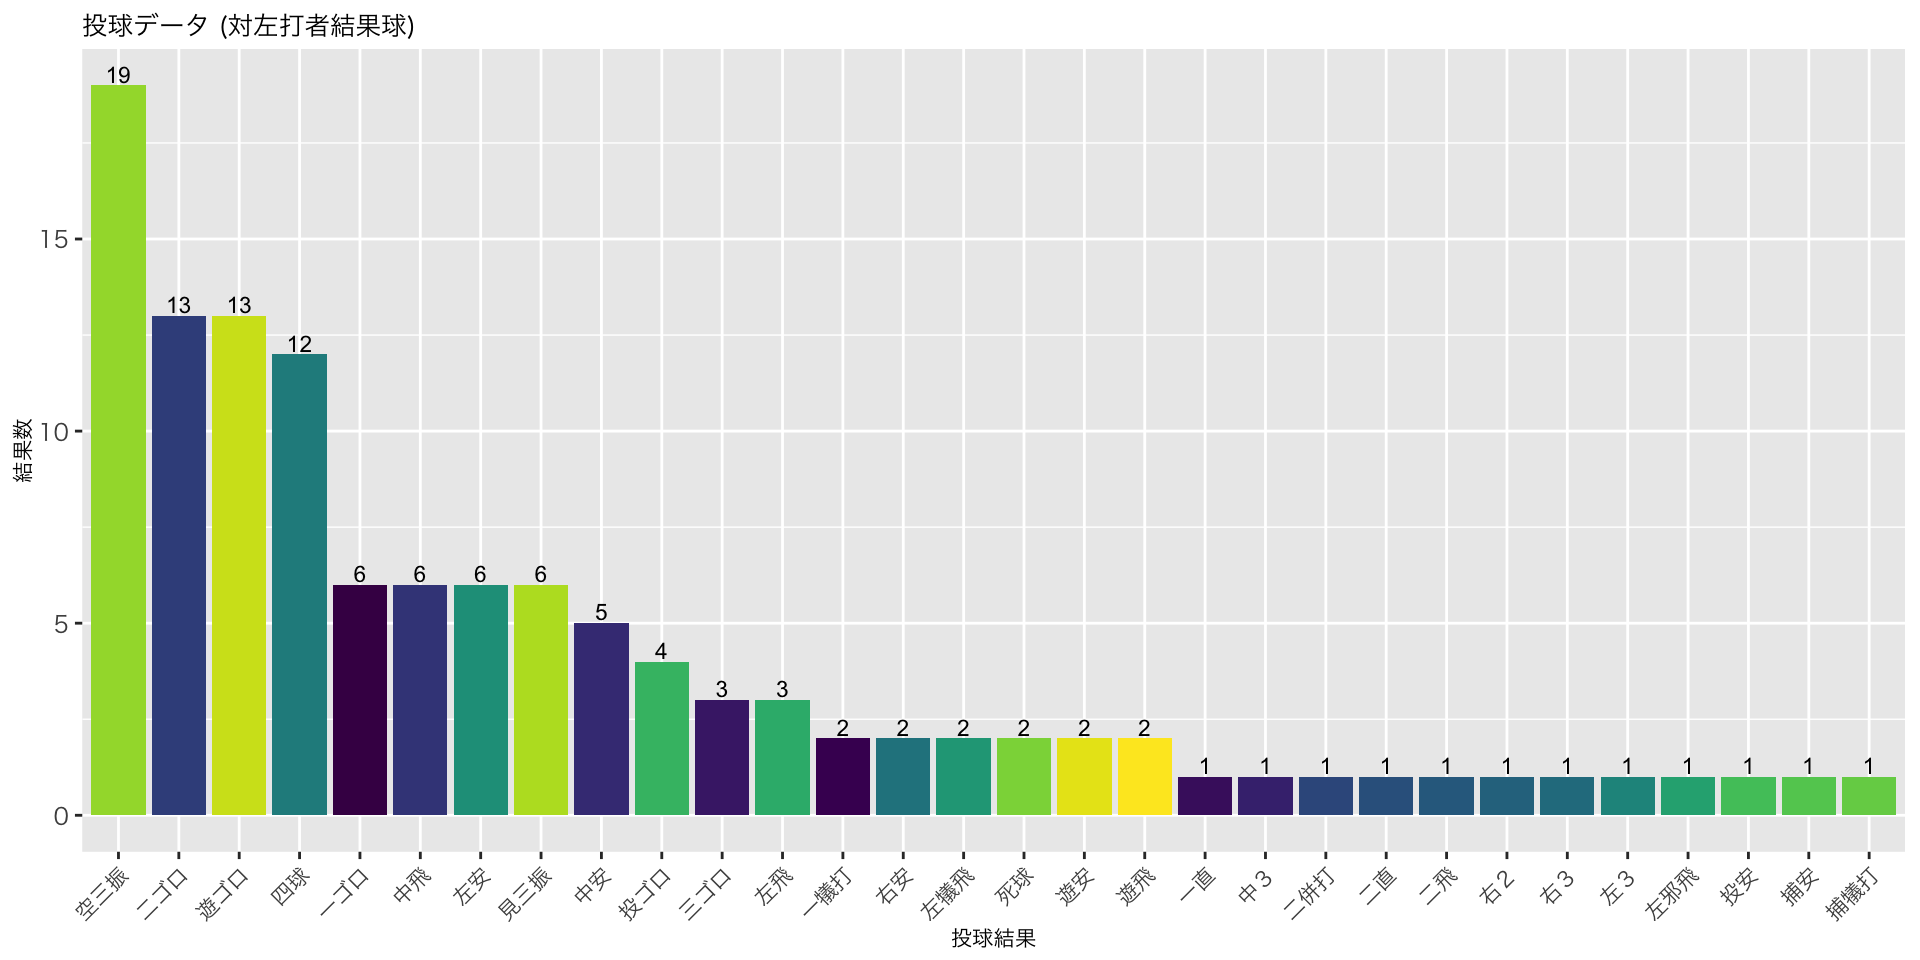 投球データ (対左打者結果球)
結果数
15
10
5
0
19
13
13
12
6
6
6
6
5
4
3
3
2
2
2
2
2
2
1
1
1
1
1
1
1
1
1
1
1
1
空三振
二ゴロ
遊ゴロ
四球
一ゴロ
中飛
左安
見三振
中安
投ゴロ
三ゴロ
左飛
一犠打
右安
左犠飛
死球
遊安
遊飛
一直
中３
二併打
二直
二飛
右２
右３
左３
左邪飛
投安
捕安
捕犠打
投球結果